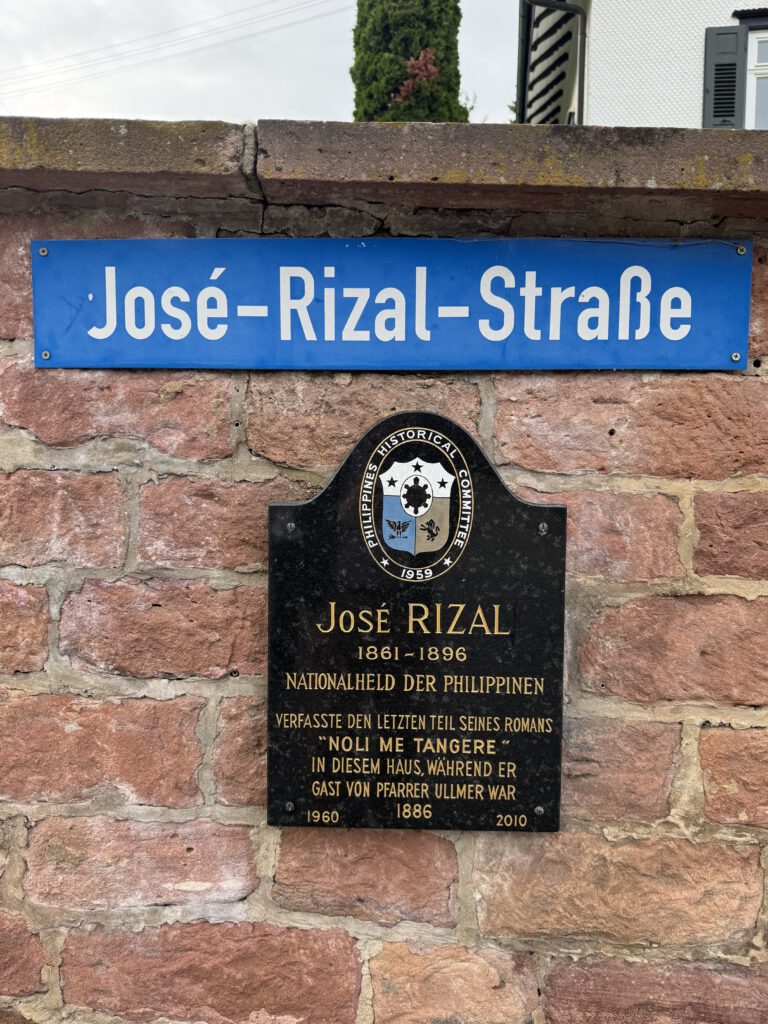 José-Rizal-Straße
PHILIPPINES HISTORICAL COMMITTEE
1959
José RIZAL
1861-1896
NATIONALHELD DER PHILIPPINEN
VERFASSTE DEN LETZTEN TEIL SEINES ROMANS
"NOLI ME TANGERE"
IN DIESEM HAUS, WÄHREND ER
GAST VON PFARRER ULLMER WAR
1960 1886 2010